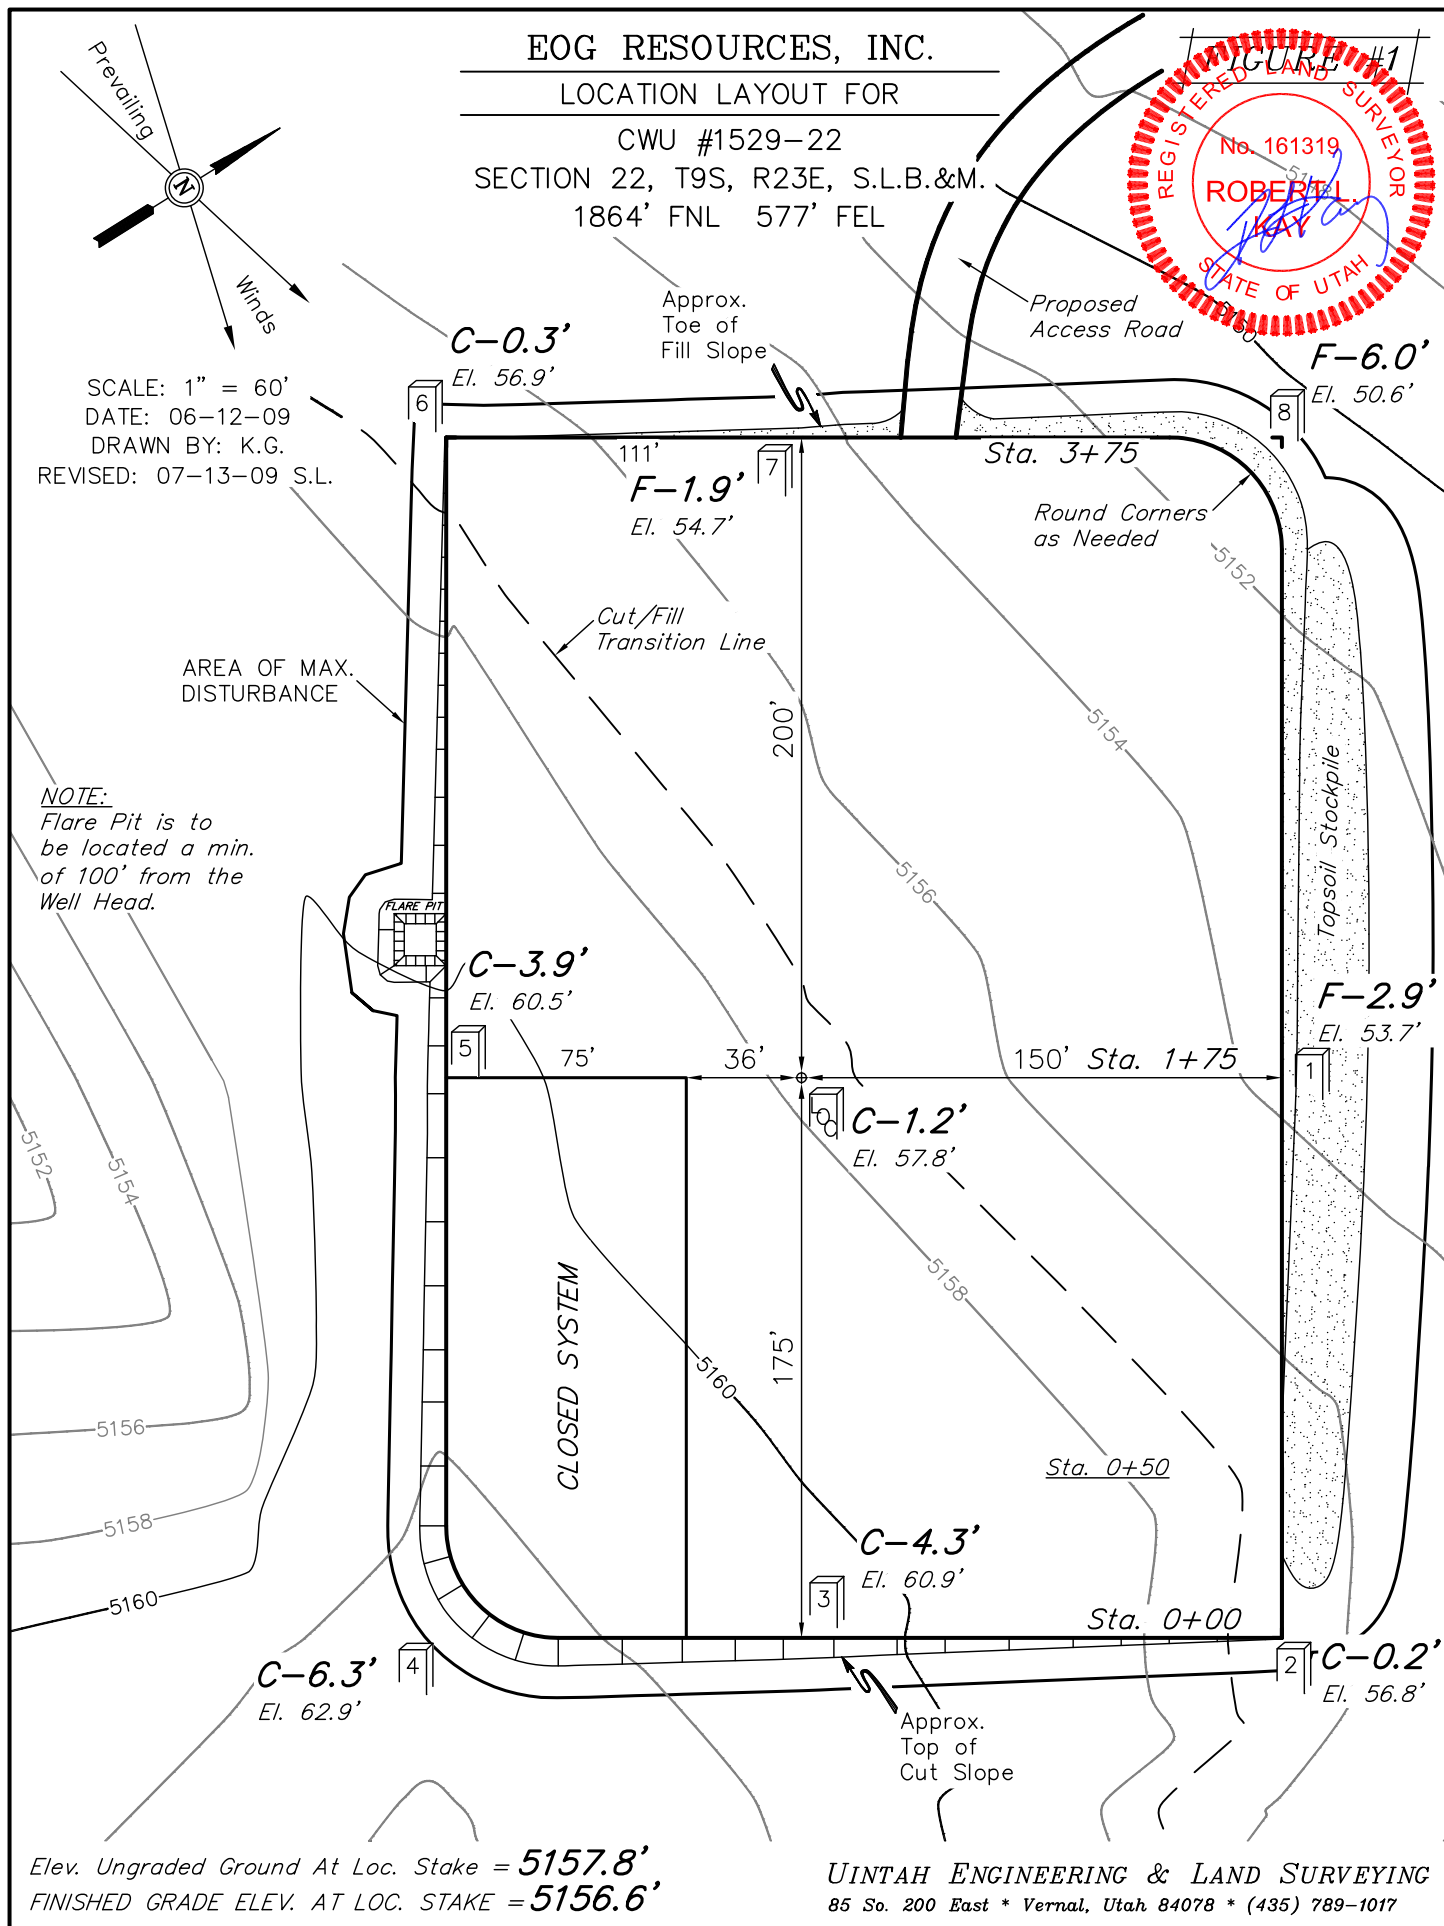 EOG RESOURCES, INC.
LOCATION LAYOUT FOR
CWU #1529-22
SECTION 22, T9S, R23E, S.L.B.&M.
1864' FNL 577' FEL
FIGURE #1
REGISTERED LAND SURVEYOR
No. 161319
ROBERT L.
KAY
STATE OF UTAH
Prevailing
N
Winds
SCALE: 1" = 60'
DATE: 06-12-09
DRAWN BY: K.G.
REVISED: 07-13-09 S.L.
5160
Approx.
Toe of
Fill Slope
Proposed
Access Road
C-0.3'
El. 56.9'
6
F-6.0'
El. 50.6'
8
111'
7
F-1.9'
El. 54.7'
Sta. 3+75
Round Corners
as Needed
5152
Cut/Fill
Transition Line
AREA OF MAX.
DISTURBANCE
200'
5154
Topsoil Stockpile
NOTE:
Flare Pit is to
be located a min.
of 100' from the
Well Head.
FLARE PIT
5156
C-3.9'
El. 60.5'
5
75'
36'
150'
Sta. 1+75
F-2.9'
El. 53.7'
1
C-1.2'
El. 57.8'
5152
5154
5158
CLOSED SYSTEM
175'
5160
5156
5158
5160
Sta. 0+50
C-4.3'
El. 60.9'
3
Sta. 0+00
C-6.3'
El. 62.9'
4
2
C-0.2'
El. 56.8'
Approx.
Top of
Cut Slope
Elev. Ungraded Ground At Loc. Stake = 5157.8'
FINISHED GRADE ELEV. AT LOC. STAKE = 5156.6'
UINTAH ENGINEERING & LAND SURVEYING
85 So. 200 East * Vernal, Utah 84078 * (435) 789-1017